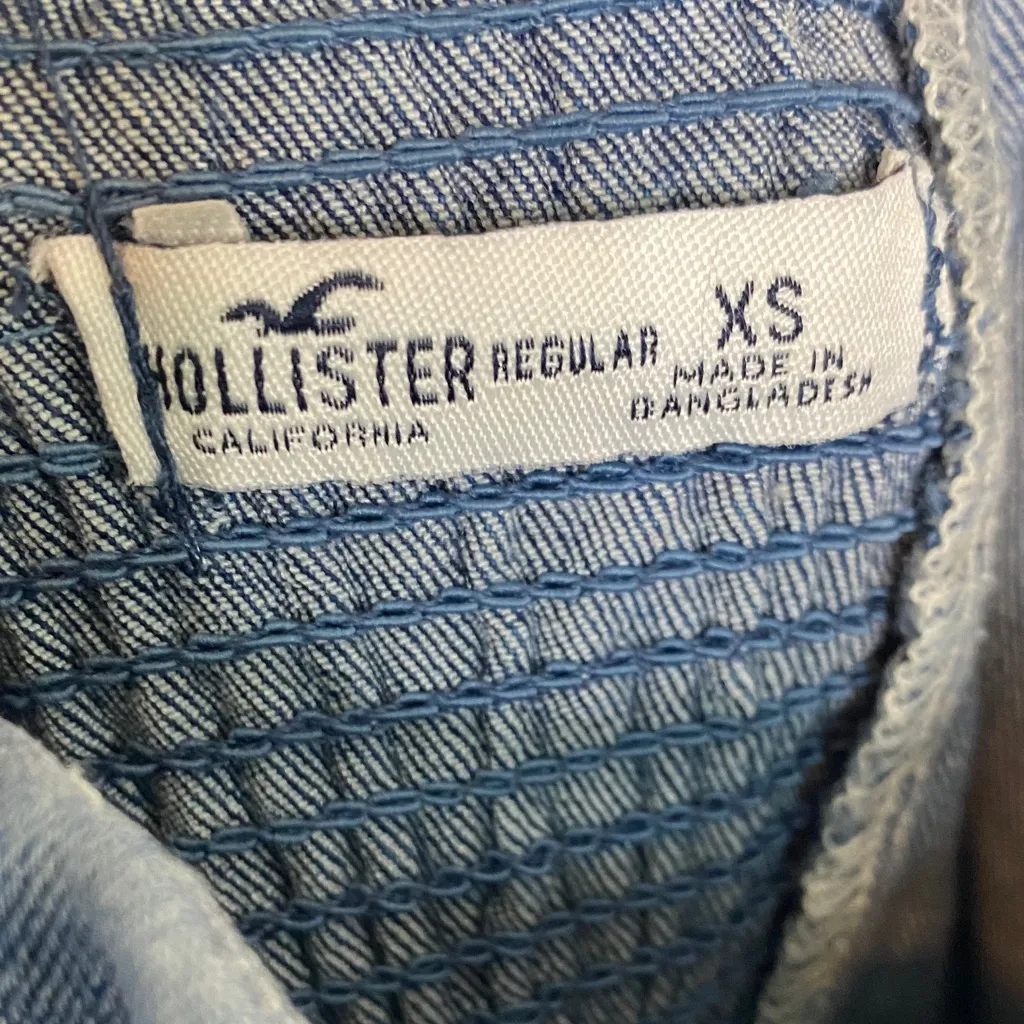 HOLLISTER
CALIFORNIA
REGULAR
XS
MADE IN
BANGLADESH